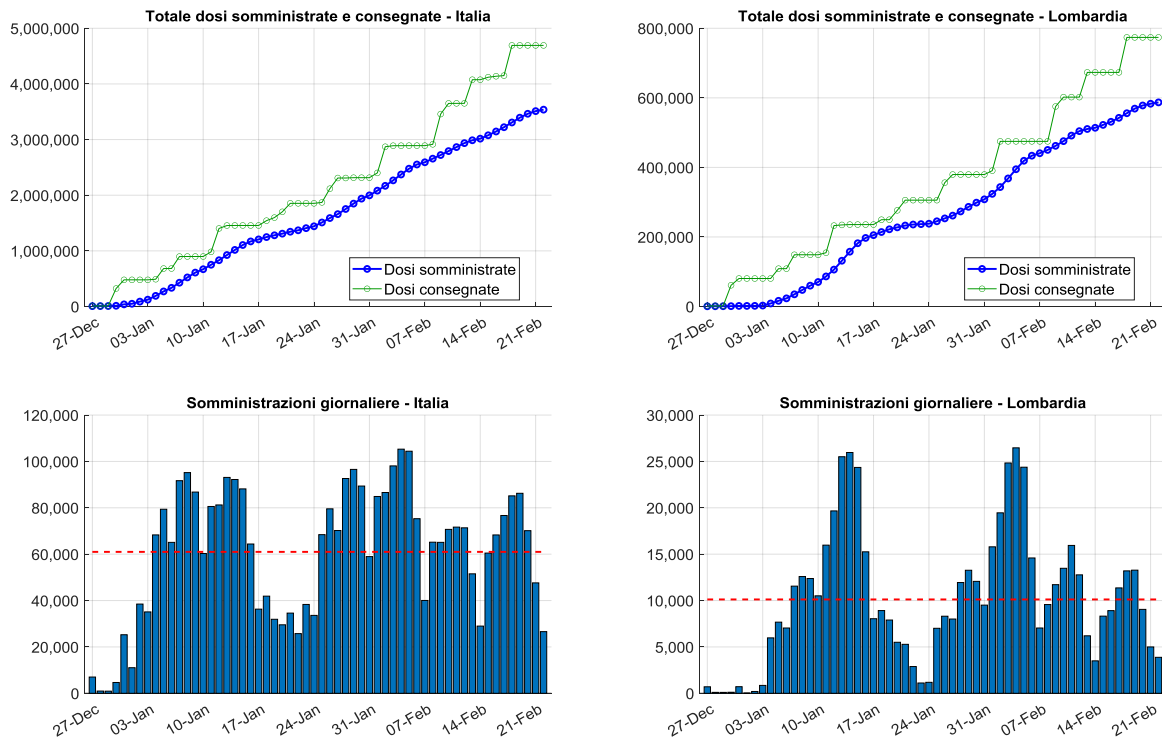 Totale dosi somministrate e consegnate - Italia
5,000,000
4,000,000
3,000,000
2,000,000
1,000,000
0
27-Dec
03-Jan
10-Jan
17-Jan
24-Jan
31-Jan
07-Feb
14-Feb
21-Feb
Dosi somministrate
Dosi consegnate
Totale dosi somministrate e consegnate - Lombardia
800,000
600,000
400,000
200,000
0
27-Dec
03-Jan
10-Jan
17-Jan
24-Jan
31-Jan
07-Feb
14-Feb
21-Feb
Dosi somministrate
Dosi consegnate
Somministrazioni giornaliere - Italia
120,000
100,000
80,000
60,000
40,000
20,000
0
27-Dec
03-Jan
10-Jan
17-Jan
24-Jan
31-Jan
07-Feb
14-Feb
21-Feb
Somministrazioni giornaliere - Lombardia
30,000
25,000
20,000
15,000
10,000
5,000
0
27-Dec
03-Jan
10-Jan
17-Jan
24-Jan
31-Jan
07-Feb
14-Feb
21-Feb